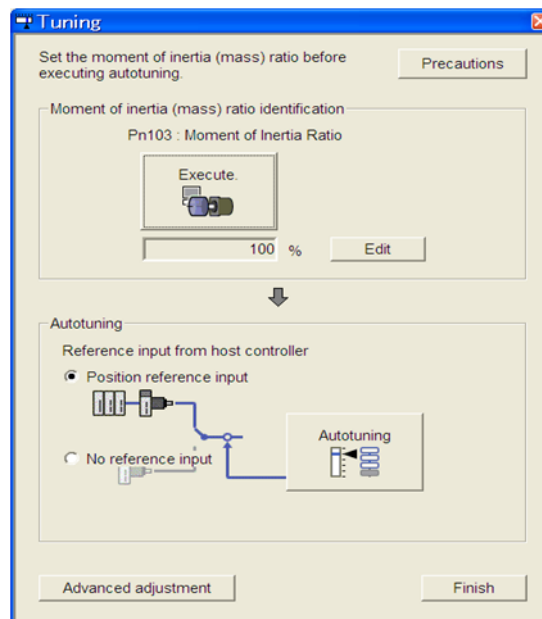 Tuning
Set the moment of inertia (mass) ratio before
executing autotuning.
Precautions
Moment of inertia (mass) ratio identification
Pn103 : Moment of Inertia Ratio
Execute.
100 %
Edit
Autotuning
Reference input from host controller
Position reference input
No reference input
Autotuning
Advanced adjustment
Finish